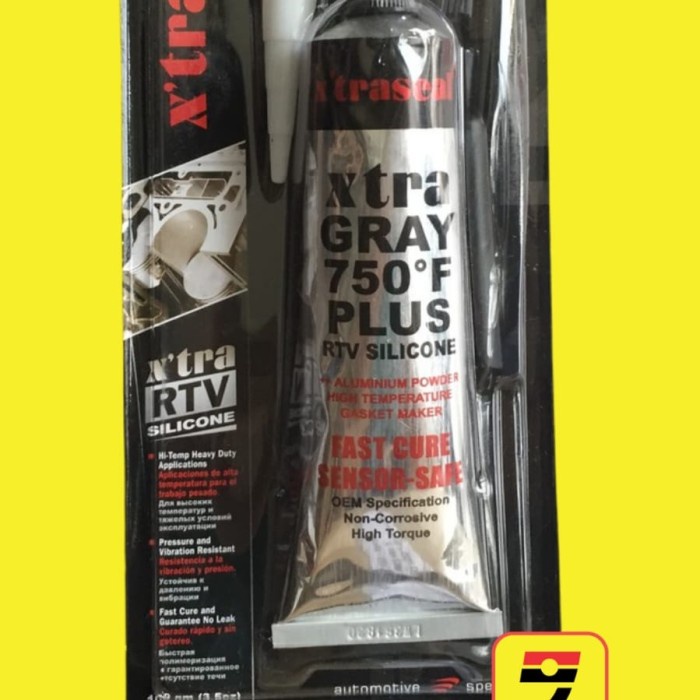 x'tra
x'traseal
x'tra
GRAY
750°F
PLUS
RTV SILICONE
ALUMINIUM POWDER
HIGH TEMPERATURE
GASKET MAKER
FAST CURE
SENSOR-SAFE
OEM Specification
Non-Corrosive
High Torque
x'tra
RTV
SILICONE
Hi-Temp Heavy Duty
Applications
Aplicaciones de alta
temperatura para el
trabajo pesado
Для высоких
температур и
тяжелых условий
эксплуатации
Pressure and
Vibration Resistant
Resistencia a la
vibración y presión.
Устойчив к
давлению и
вибрации
Fast Cure and
Guarantee No Leak
Curado rápido y sin
gotereo.
Быстрая
полимеризация
и гарантированное
отсутствие течи
(3.5oz)
automotive